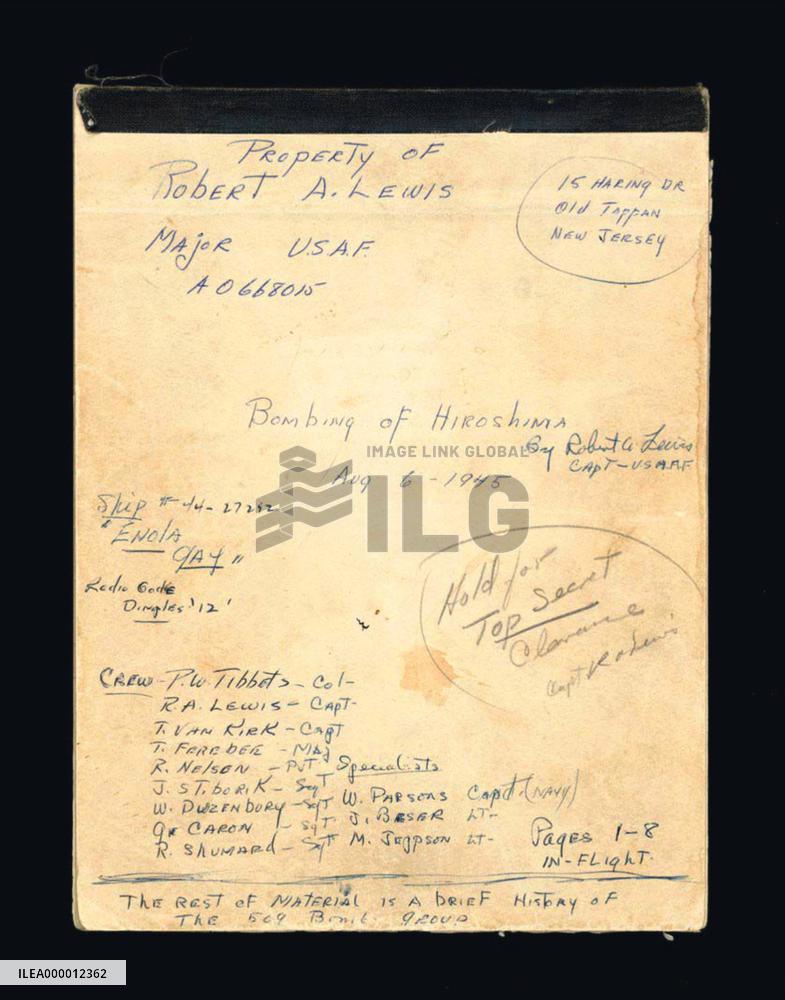 PROPERTY OF
ROBERT A. LEWIS
15 HARING DR
Old TAPPAN
NEW JERSEY
MAjOR U.S.A.F.
AO668015
BOMBING OF HIROSHIMA
By Robert A Lewis
CAPT-USAAF
IMAGE LINK GLOBAL
Aug 6-1945
ILG
Ship #-44-27292
"ENOLA
GAY"
Radio Code
Dimples '12'
Hold for
Top Secret
Clearance
Capt R A Lewis
CREW-P.W. TIBBETS-Col-
R.A. LEWIS-CAPT-
T. VAN KIRK-CAPT
T. FEREBEE-MAJ
R. NELSON-PVT Specialists
J. STIBORIK-SgT W. PARSONS Capt-(NAVY)
W. DUZENBURY-SgT J. BESER LT-
G. CARON-SgT. M. JEPPSON LT-
R. SHUMARD-SgT
Pages 1-8
IN-FLIGHT.
THE REST OF MATERIAL IS A BRIEF HISTORY OF
THE 509 Bomb. GROUP
ILEA000012362